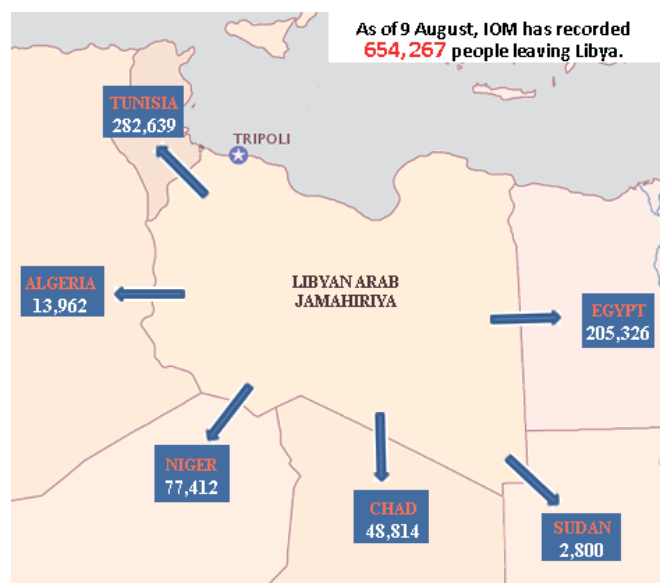 As of 9 August, IOM has recorded
654,267 people leaving Libya.
TUNISIA
282,639
TRIPOLI
LIBYAN ARAB
JAMAHIRIYA
ALGERIA
13,962
EGYPT
205,326
NIGER
77,412
CHAD
48,814
SUDAN
2,800